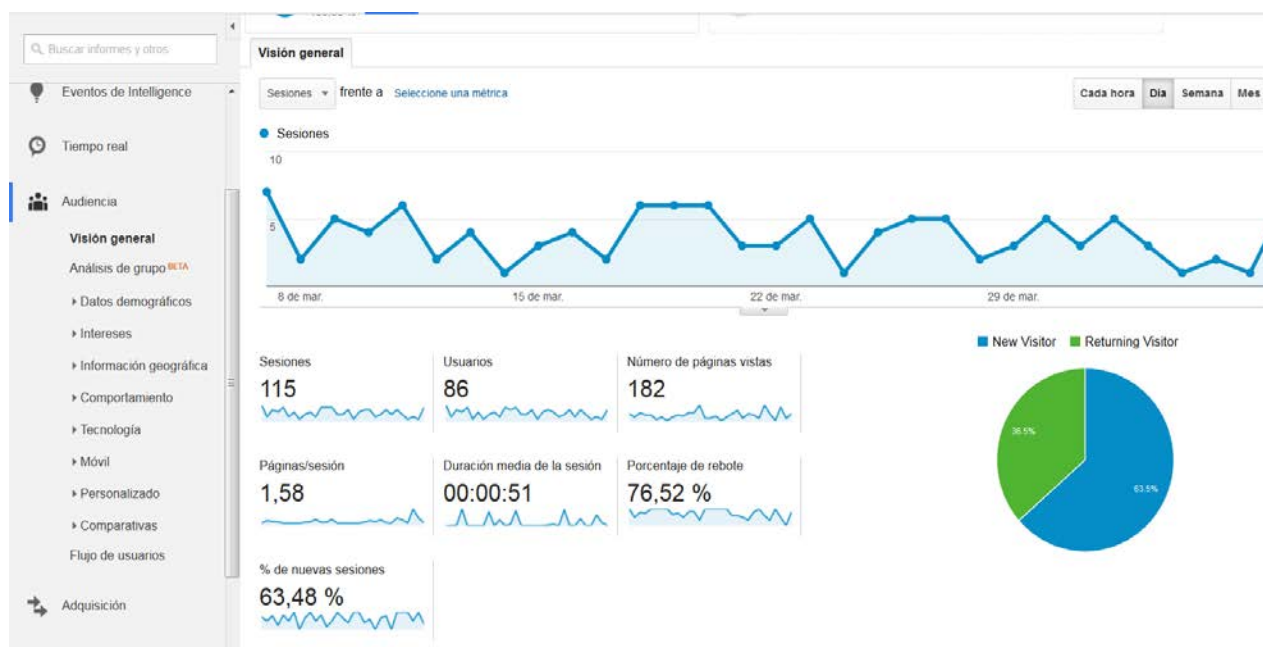 Buscar informes y otros
Eventos de Intelligence
Tiempo real
Audiencia
Visión general
Análisis de grupo BETA
Datos demográficos
Intereses
Información geográfica
Comportamiento
Tecnología
Móvil
Personalizado
Comparativas
Flujo de usuarios
Adquisición
Visión general
Sesiones frente a Seleccione una métrica
Cada hora Día Semana Mes
Sesiones
10
5
8 de mar. 15 de mar. 22 de mar. 29 de mar.
New Visitor Returning Visitor
Sesiones Usuarios Número de páginas vistas
115 86 182
Páginas/sesión Duración media de la sesión Porcentaje de rebote
1,58 00:00:51 76,52 %
% de nuevas sesiones
63,48 %
36.5%
63.5%